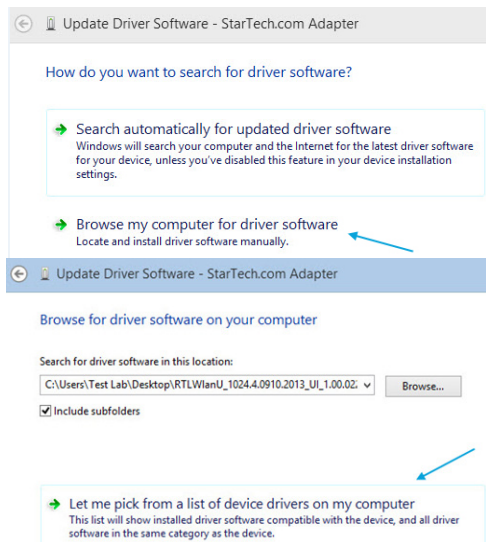 Update Driver Software - StarTech.com Adapter
How do you want to search for driver software?
Search automatically for updated driver software
Windows will search your computer and the Internet for the latest driver software
for your device, unless you've disabled this feature in your device installation
settings.
Browse my computer for driver software
Locate and install driver software manually.
Update Driver Software - StarTech.com Adapter
Browse for driver software on your computer
Search for driver software in this location:
C:\Users\Test Lab\Desktop\RTLWlanU_1024.4.0910.2013_UI_1.00.022 Browse...
Include subfolders
Let me pick from a list of device drivers on my computer
This list will show installed driver software compatible with the device, and all driver
software in the same category as the device.